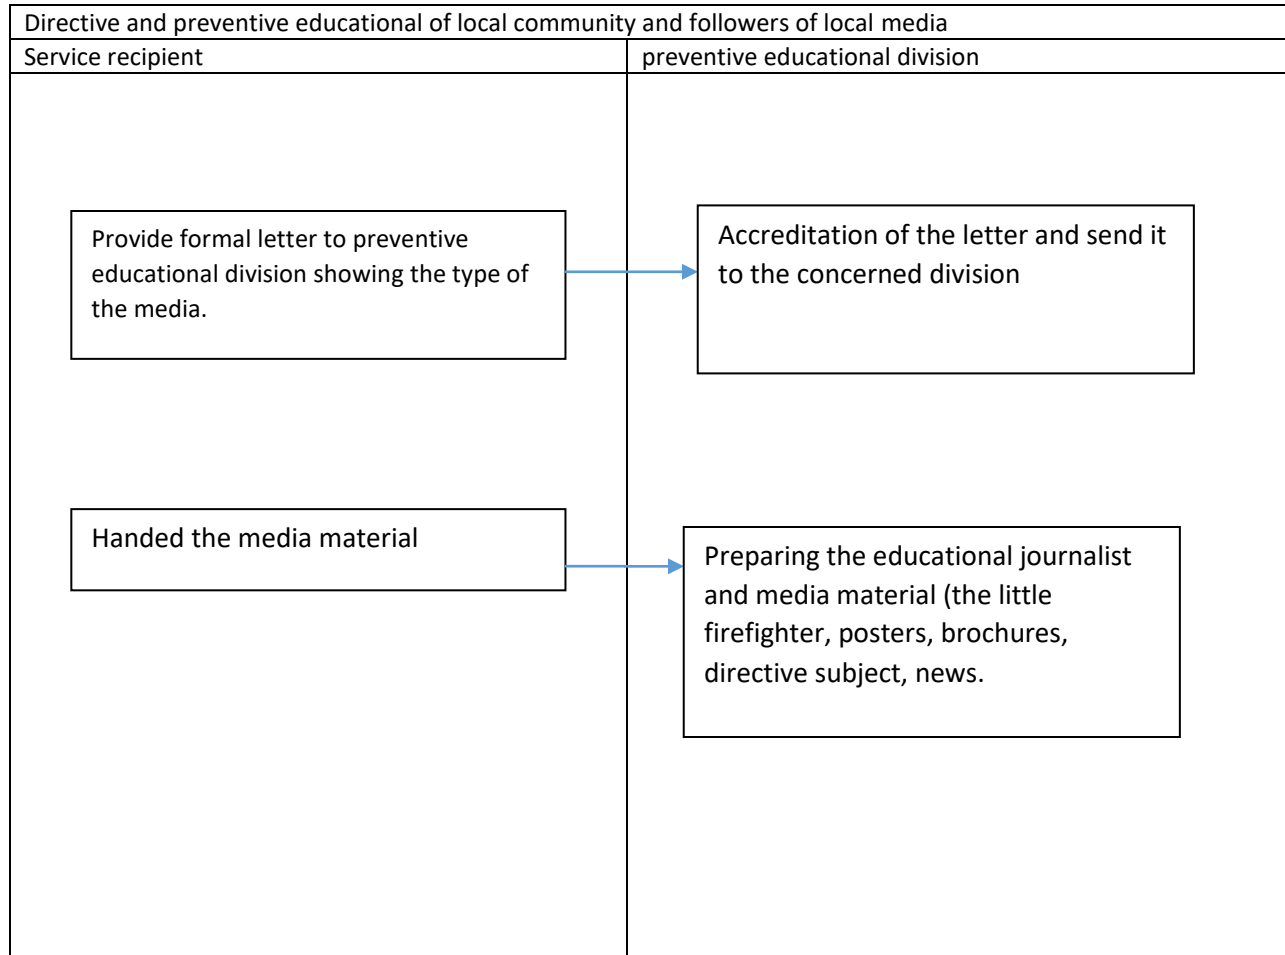 Directive and preventive educational of local community and followers of local media
Service recipient
preventive educational division
Provide formal letter to preventive
educational division showing the type of
the media.
Accreditation of the letter and send it
to the concerned division
Handed the media material
Preparing the educational journalist
and media material (the little
firefighter, posters, brochures,
directive subject, news.